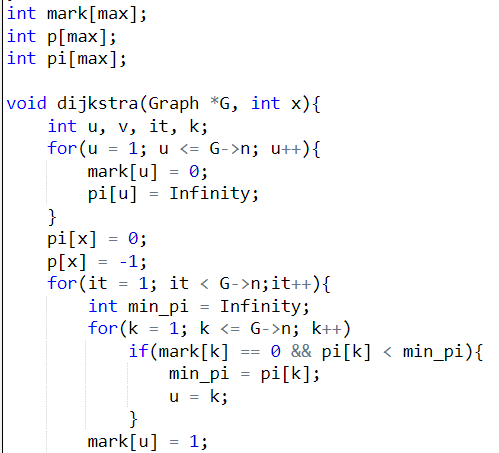 int mark[max];
int p[max];
int pi[max];

void dijkstra(Graph *G, int x){
    int u, v, it, k;
    for(u = 1; u <= G->n; u++){
        mark[u] = 0;
        pi[u] = Infinity;
    }
    pi[x] = 0;
    p[x] = -1;
    for(it = 1; it < G->n;it++){
        int min_pi = Infinity;
        for(k = 1; k <= G->n; k++)
            if(mark[k] == 0 && pi[k] < min_pi){
                min_pi = pi[k];
                u = k;
            }
        mark[u] = 1;